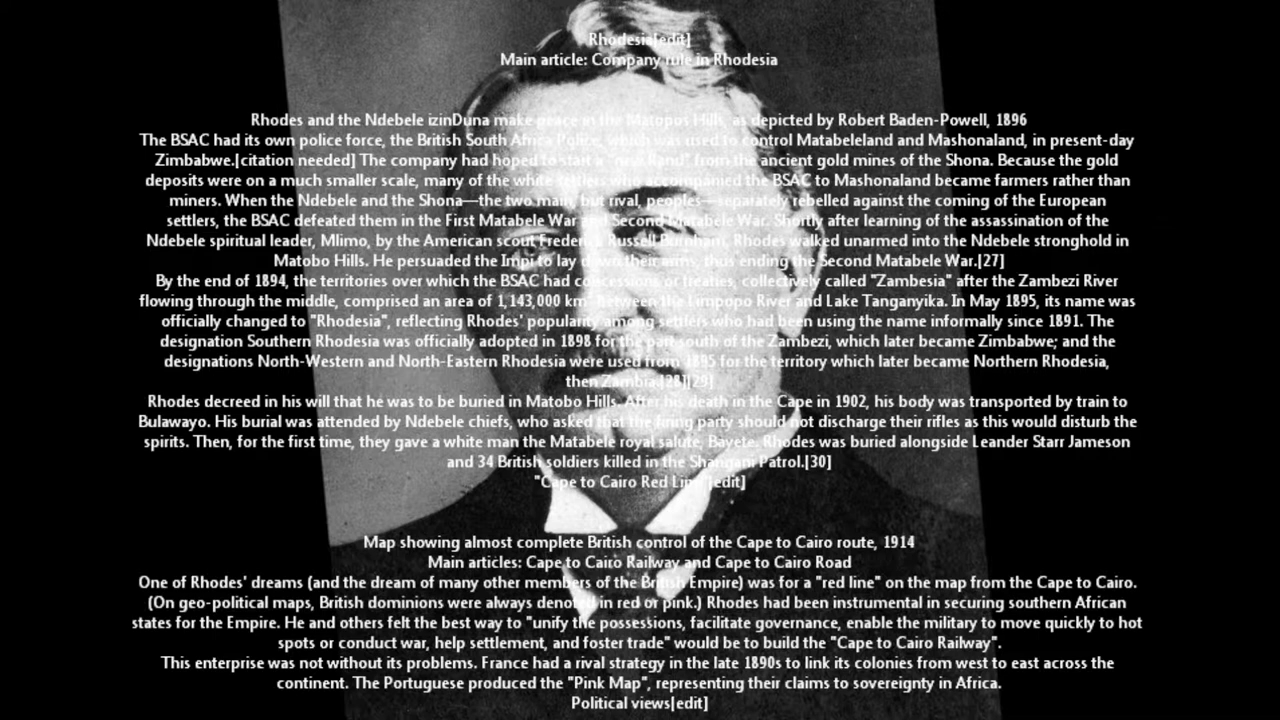 Rhodesia[edit]
Main article: Company rule in Rhodesia
Rhodes and the Ndebele izinDuna make peace in the Matopos Hills, as depicted by Robert Baden-Powell, 1896
The BSAC had its own police force, the British South Africa Police, which was used to control Matabeleland and Mashonaland, in present-day
Zimbabwe.[citation needed] The company had hoped to start a "new Rand" from the ancient gold mines of the Shona. Because the gold
deposits were on a much smaller scale, many of the white settlers who accompanied the BSAC to Mashonaland became farmers rather than
miners. When the Ndebele and the Shona—the two main, but rival, peoples—separately rebelled against the coming of the European
settlers, the BSAC defeated them in the First Matabele War and Second Matabele War. Shortly after learning of the assassination of the
Ndebele spiritual leader, Mlimo, by the American scout Frederick Russell Burnham, Rhodes walked unarmed into the Ndebele stronghold in
Matobo Hills. He persuaded the Impi to lay down their arms, thus ending the Second Matabele War.[27]
By the end of 1894, the territories over which the BSAC had concessions or treaties, collectively called "Zambesia" after the Zambezi River
flowing through the middle, comprised an area of 1,143,000 km² between the Limpopo River and Lake Tanganyika. In May 1895, its name was
officially changed to "Rhodesia", reflecting Rhodes' popularity among settlers who had been using the name informally since 1891. The
designation Southern Rhodesia was officially adopted in 1898 for the part south of the Zambezi, which later became Zimbabwe; and the
designations North-Western and North-Eastern Rhodesia were used from 1895 for the territory which later became Northern Rhodesia,
then Zambia.[28][29]
Rhodes decreed in his will that he was to be buried in Matobo Hills. After his death in the Cape in 1902, his body was transported by train to
Bulawayo. His burial was attended by Ndebele chiefs, who asked that the firing party should not discharge their rifles as this would disturb the
spirits. Then, for the first time, they gave a white man the Matabele royal salute, Bayete. Rhodes was buried alongside Leander Starr Jameson
and 34 British soldiers killed in the Shangani Patrol.[30]
"Cape to Cairo Red Line"[edit]
Map showing almost complete British control of the Cape to Cairo route, 1914
Main articles: Cape to Cairo Railway and Cape to Cairo Road
One of Rhodes' dreams (and the dream of many other members of the British Empire) was for a "red line" on the map from the Cape to Cairo.
(On geo-political maps, British dominions were always denoted in red or pink.) Rhodes had been instrumental in securing southern African
states for the Empire. He and others felt the best way to "unify the possessions, facilitate governance, enable the military to move quickly to hot
spots or conduct war, help settlement, and foster trade" would be to build the "Cape to Cairo Railway".
This enterprise was not without its problems. France had a rival strategy in the late 1890s to link its colonies from west to east across the
continent. The Portuguese produced the "Pink Map", representing their claims to sovereignty in Africa.
Political views[edit]